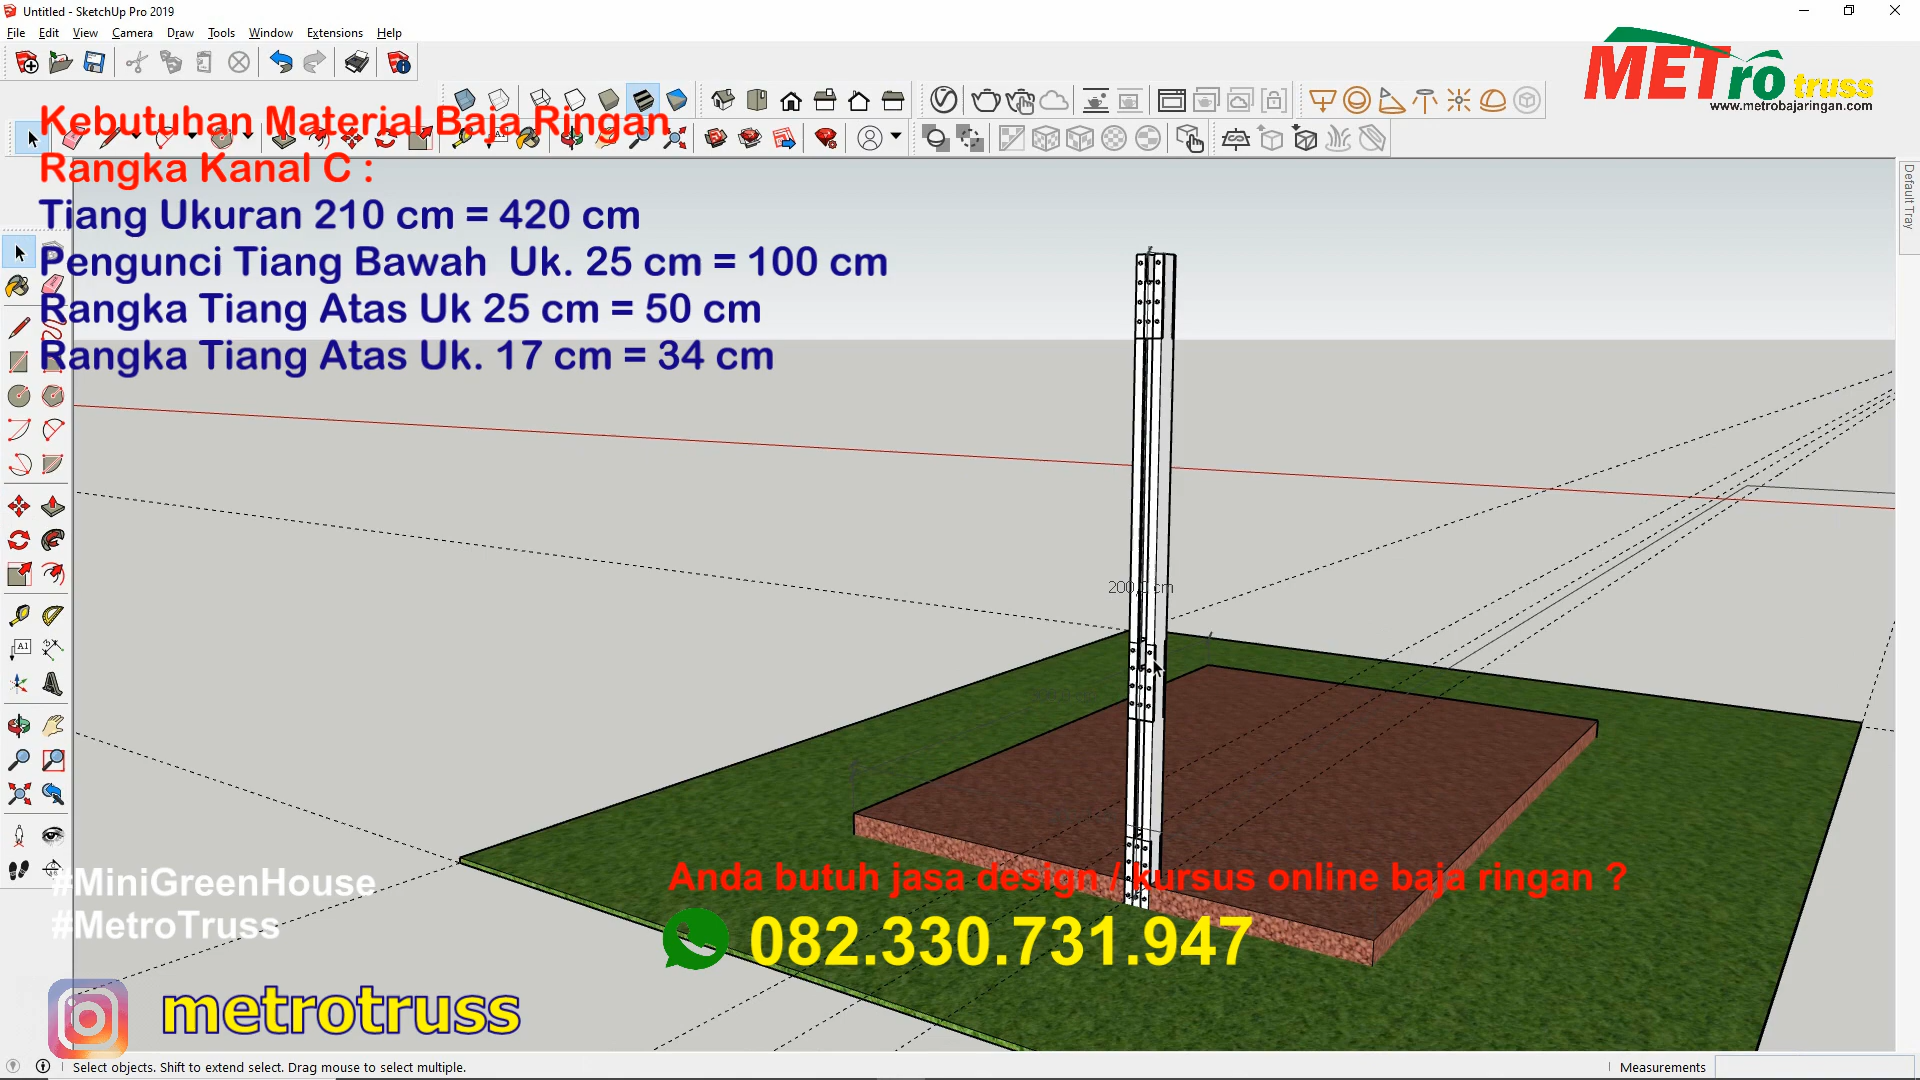 Untitled - SketchUp Pro 2019
File Edit View Camera Draw Tools Window Extensions Help
METro truss
www.metrobajaringan.com
Kebutuhan Material Baja Ringan
Rangka Kanal C :
Tiang Ukuran 210 cm = 420 cm
Pengunci Tiang Bawah Uk. 25 cm = 100 cm
Rangka Tiang Atas Uk 25 cm = 50 cm
Rangka Tiang Atas Uk. 17 cm = 34 cm
Default Tray
A1
#MiniGreenHouse
#MetroTruss
Anda butuh jasa design / kursus online baja ringan ?
082.330.731.947
metrotruss
Select objects. Shift to extend select. Drag mouse to select multiple.
Measurements